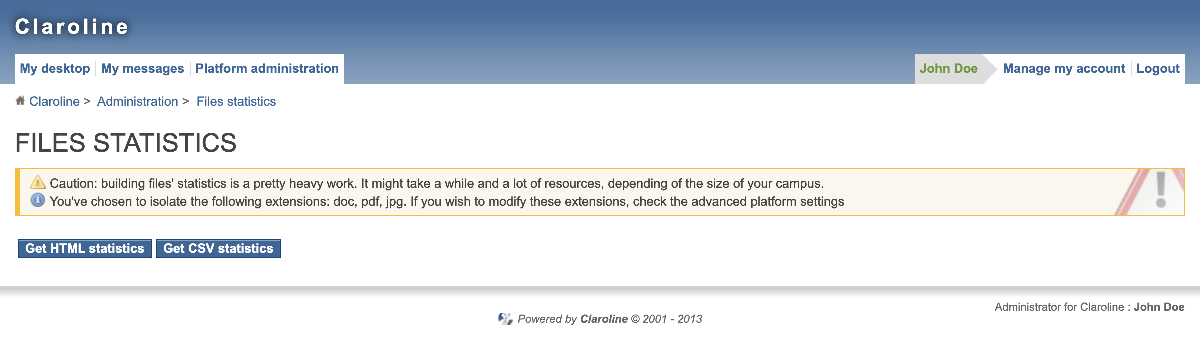 Claroline
My desktop My messages Platform administration John Doe Manage my account Logout
Claroline > Administration > Files statistics
FILES STATISTICS
Caution: building files' statistics is a pretty heavy work. It might take a while and a lot of resources, depending of the size of your campus.
You've chosen to isolate the following extensions: doc, pdf, jpg. If you wish to modify these extensions, check the advanced platform settings
Get HTML statistics Get CSV statistics
Administrator for Claroline : John Doe
Powered by Claroline © 2001 - 2013